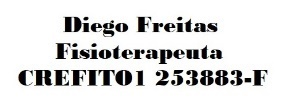 Diego Freitas
Fisioterapeuta
CREFITO1 253883-F